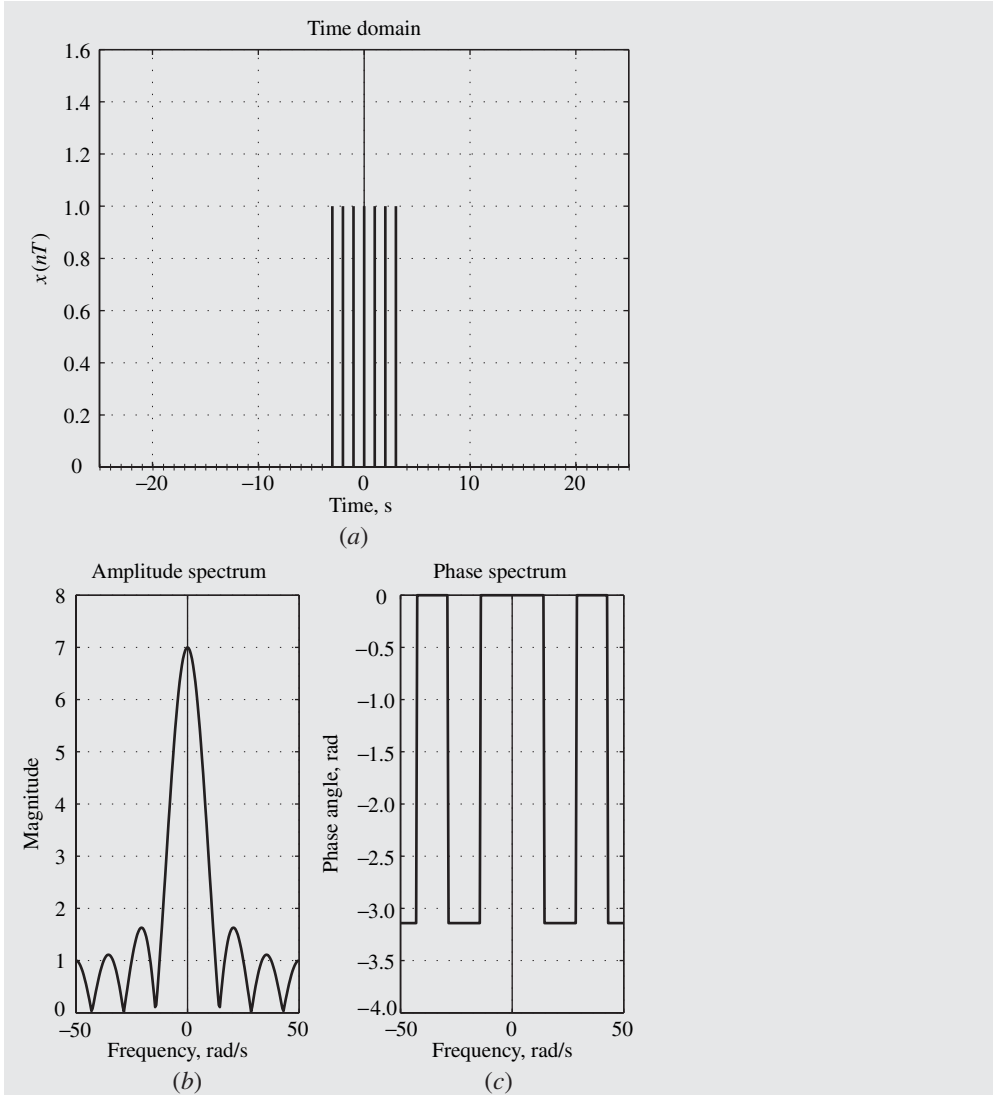 Time domain
1.6
1.4
1.2
1.0
0.8
0.6
0.4
0.2
0
x(nT)
−20 −10 0 10 20
Time, s
(a)
Amplitude spectrum
8
7
6
5
4
3
2
1
0
Magnitude
−50 0 50
Frequency, rad/s
(b)
Phase spectrum
0
−0.5
−1.0
−1.5
−2.0
−2.5
−3.0
−3.5
−4.0
Phase angle, rad
−50 0 50
Frequency, rad/s
(c)